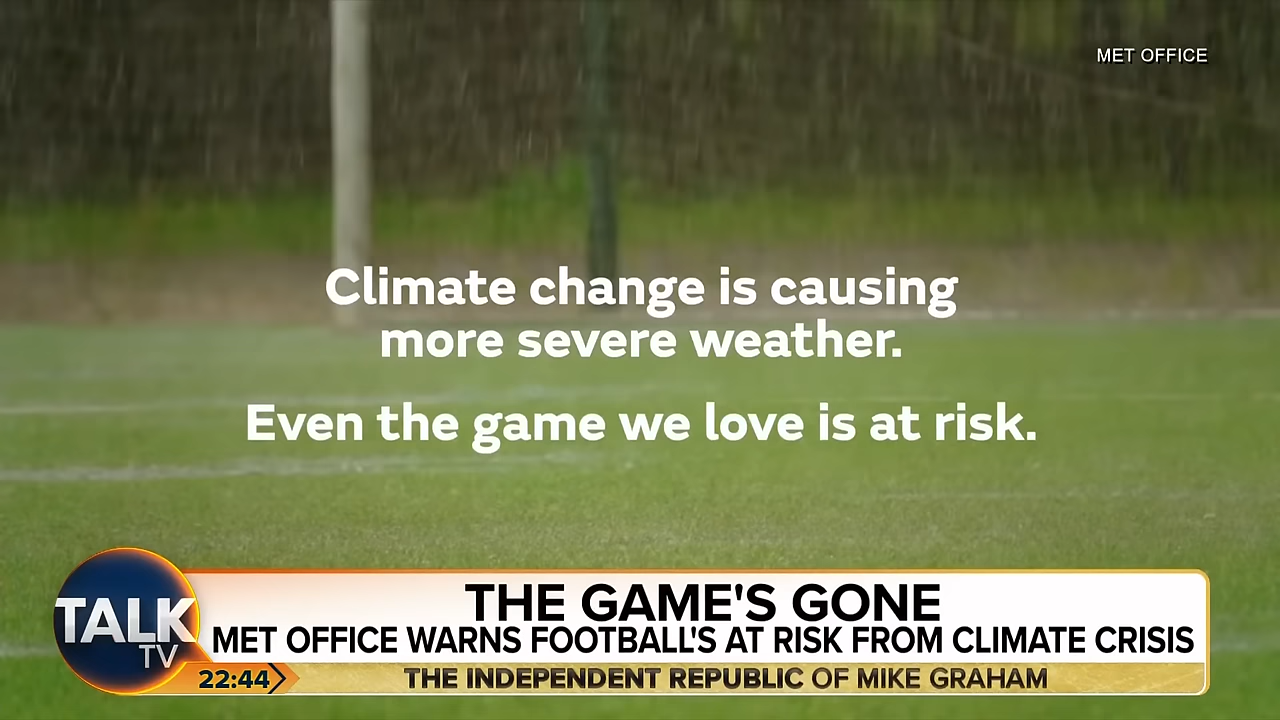 MET OFFICE
Climate change is causing
more severe weather.
Even the game we love is at risk.
TALK
TV
THE GAME'S GONE
MET OFFICE WARNS FOOTBALL'S AT RISK FROM CLIMATE CRISIS
22:44
THE INDEPENDENT REPUBLIC OF MIKE GRAHAM